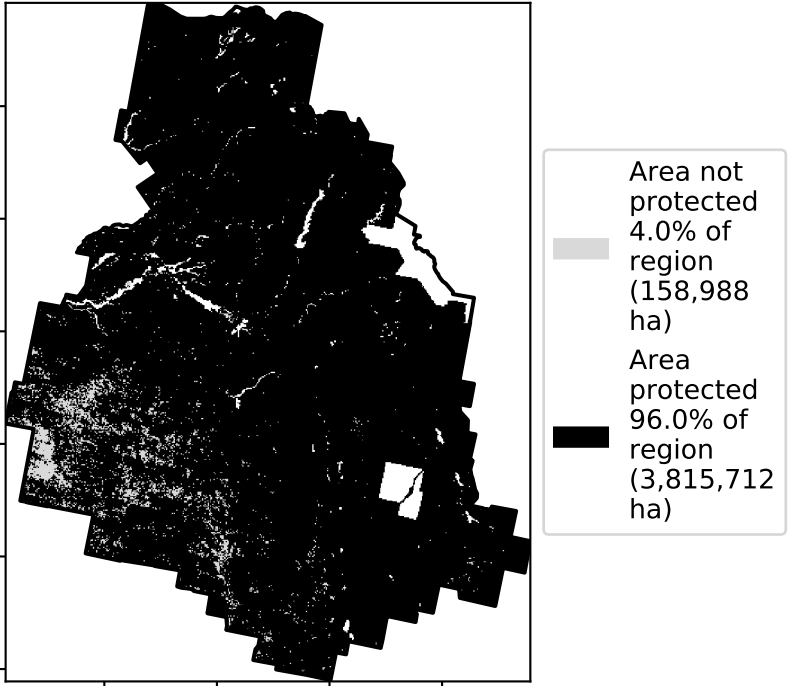 Area not
protected
4.0% of
region
(158,988
ha)
Area
protected
96.0% of
region
(3,815,712
ha)